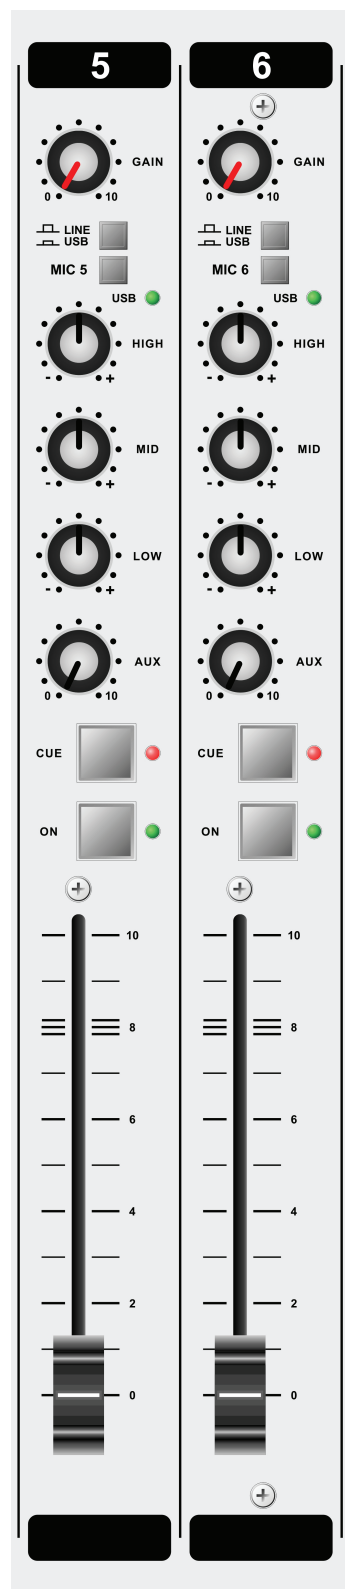 5
GAIN
0 10
LINE
USB
MIC 5
USB
HIGH
- +
MID
- +
LOW
- +
AUX
0 10
CUE
ON
10
8
6
4
2
0
6
GAIN
0 10
LINE
USB
MIC 6
USB
HIGH
- +
MID
- +
LOW
- +
AUX
0 10
CUE
ON
10
8
6
4
2
0